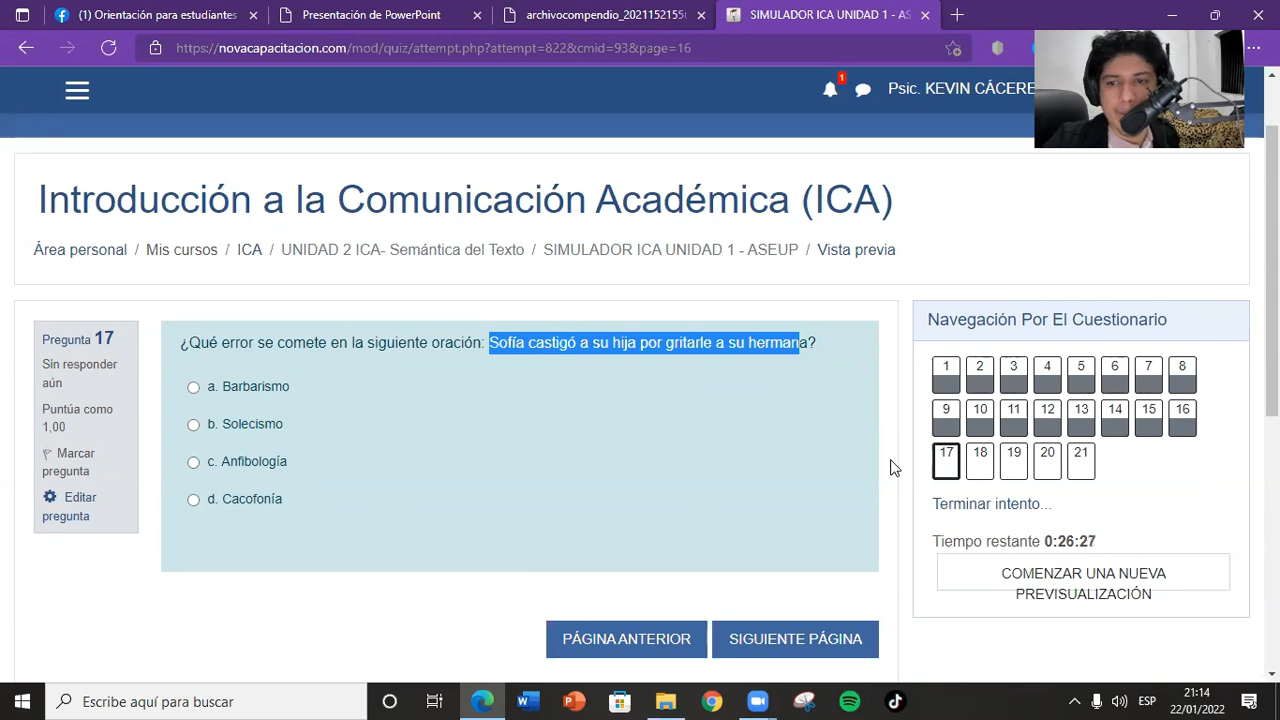 (1) Orientación para estudiantes
Presentación de PowerPoint
archivocompendio_2021152155
SIMULADOR ICA UNIDAD 1 - AS
https://novacapacitacion.com/mod/quiz/attempt.php?attempt=822&cmid=93&page=16
1
Psic. KEVIN CÁCERE
Introducción a la Comunicación Académica (ICA)
Área personal / Mis cursos / ICA / UNIDAD 2 ICA- Semántica del Texto / SIMULADOR ICA UNIDAD 1 - ASEUP / Vista previa
Pregunta 17
Sin responder
aún
Puntúa como
1,00
Marcar
pregunta
Editar
pregunta
¿Qué error se comete en la siguiente oración: Sofía castigó a su hija por gritarle a su hermana?
a. Barbarismo
b. Solecismo
c. Anfibología
d. Cacofonía
PÁGINA ANTERIOR
SIGUIENTE PÁGINA
Navegación Por El Cuestionario
1 2 3 4 5 6 7 8
9 10 11 12 13 14 15 16
17 18 19 20 21
Terminar intento...
Tiempo restante 0:26:27
COMENZAR UNA NUEVA
PREVISUALIZACIÓN
Escribe aquí para buscar
ESP
21:14
22/01/2022